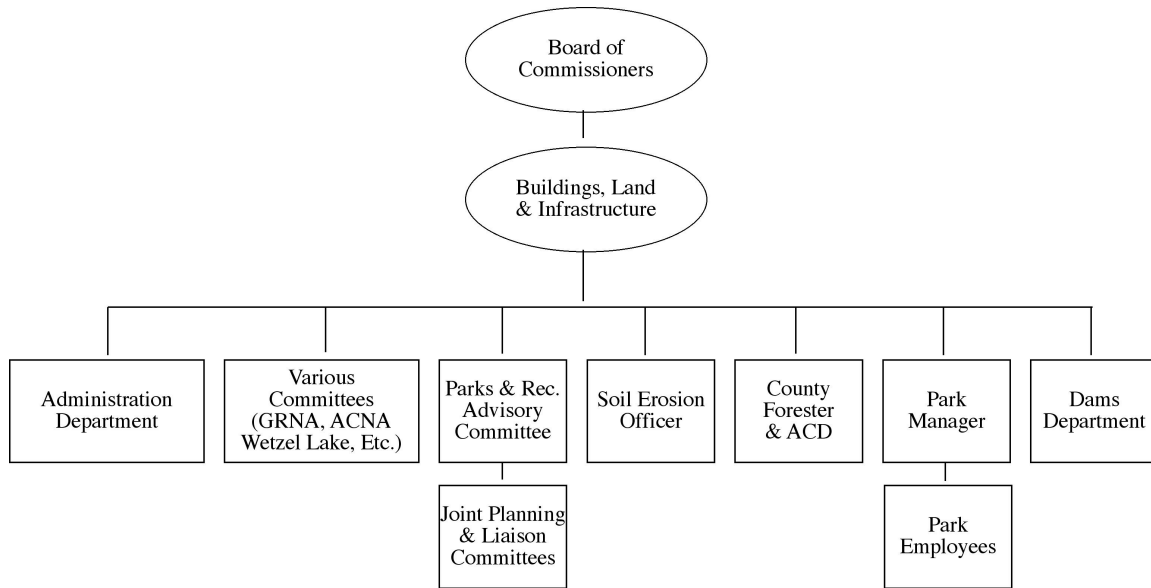 Board of
Commissioners
Buildings, Land
& Infrastructure
Administration
Department
Various
Committees
(GRNA, ACNA
Wetzel Lake, Etc.)
Parks & Rec.
Advisory
Committee
Soil Erosion
Officer
County
Forester
& ACD
Park
Manager
Dams
Department
Joint Planning
& Liaison
Committees
Park
Employees